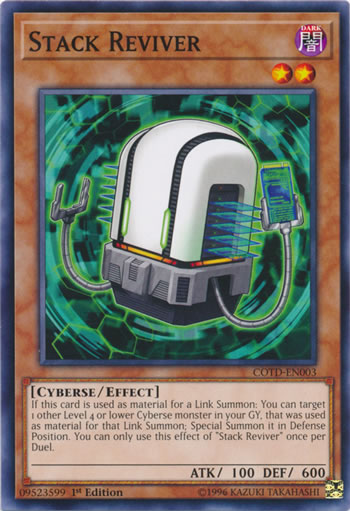 STACK REVIVER
DARK
闇
COTD-EN003
[CYBERSE/EFFECT]
If this card is used as material for a Link Summon: You can target
1 other Level 4 or lower Cyberse monster in your GY, that was used
as material for that Link Summon; Special Summon it in Defense
Position. You can only use this effect of "Stack Reviver" once per
Duel.
ATK/ 100 DEF/ 600
09523599 1st Edition ©1996 KAZUKI TAKAHASHI